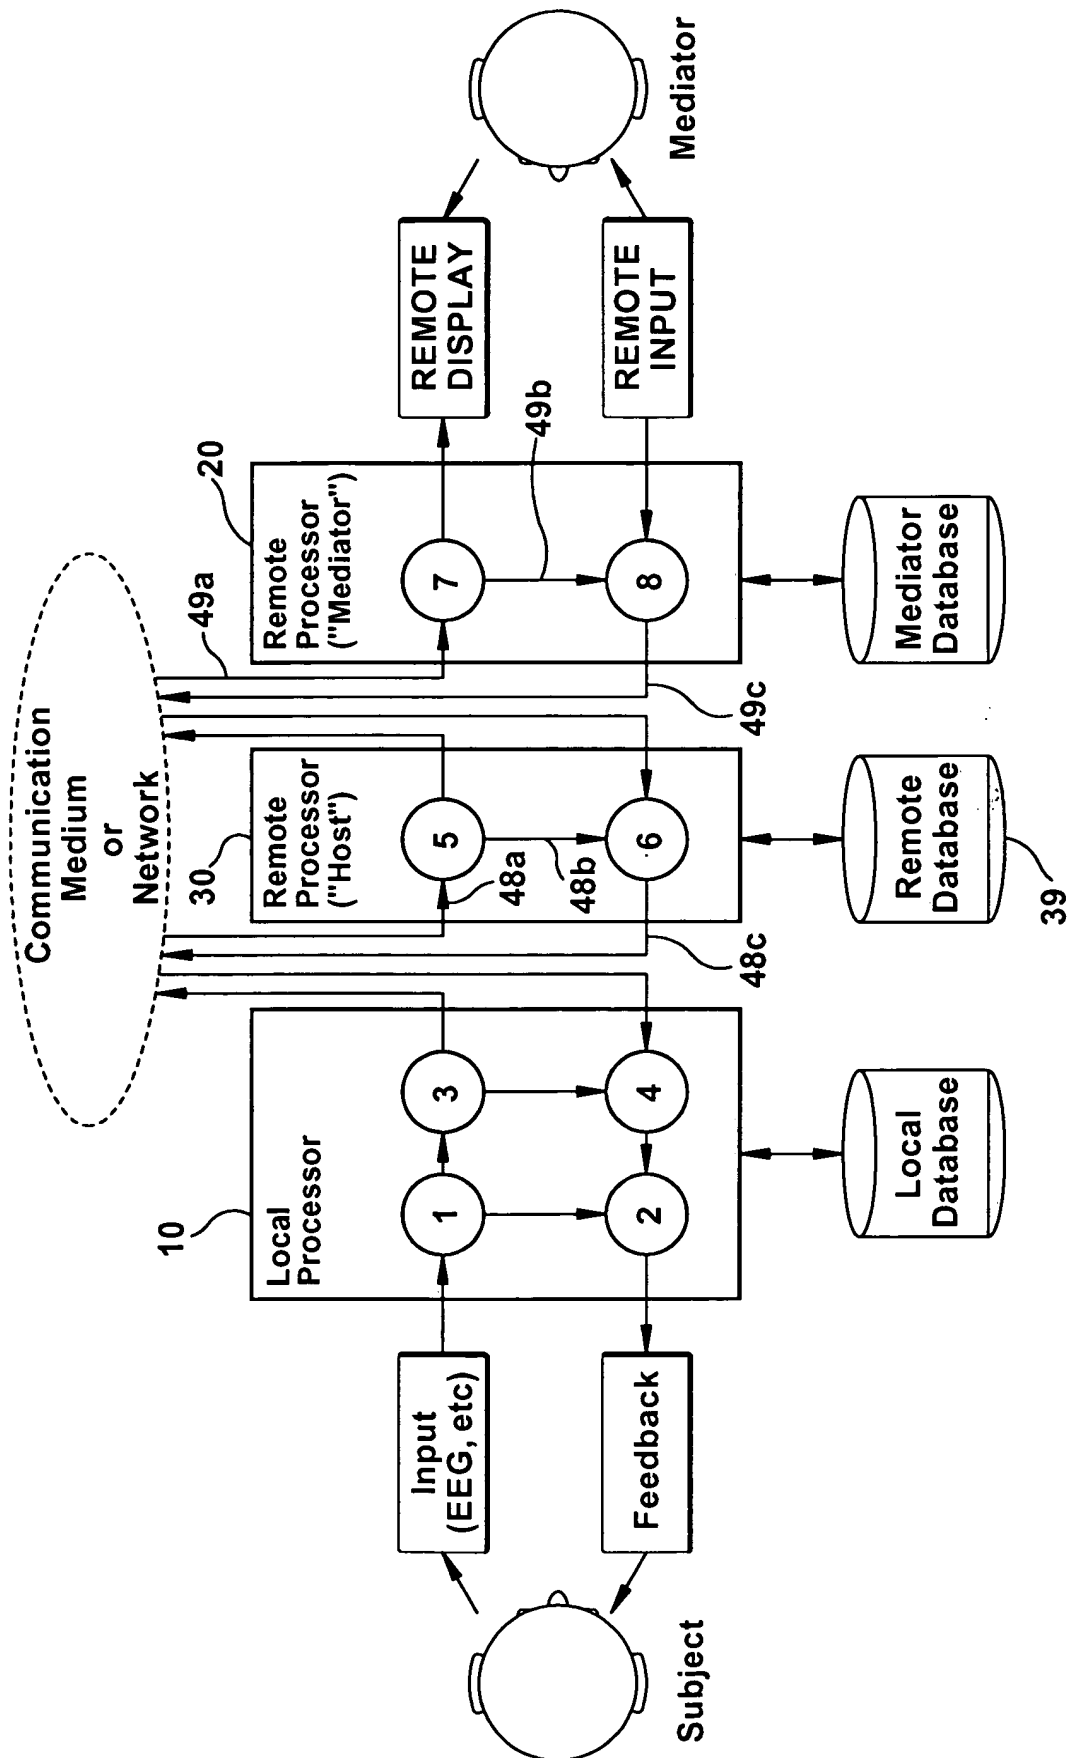 Communication
Medium
or
Network
10
Local
Processor
1
3
2
4
30
Remote
Processor
("Host")
5
6
48a
48b
48c
20
Remote
Processor
("Mediator")
7
8
49a
49b
49c
Input
(EEG, etc)
Feedback
Subject
REMOTE
DISPLAY
REMOTE
INPUT
Mediator
Local
Database
Remote
Database
39
Mediator
Database